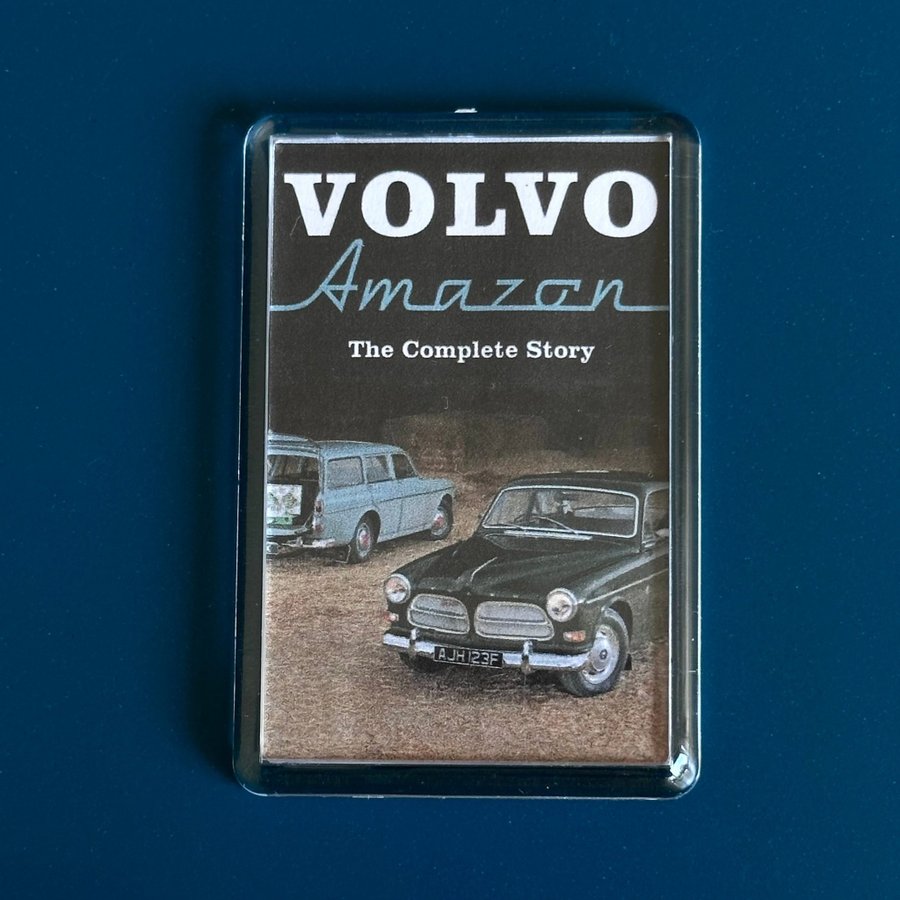 VOLVO
Amazon
The Complete Story
AJH 123F